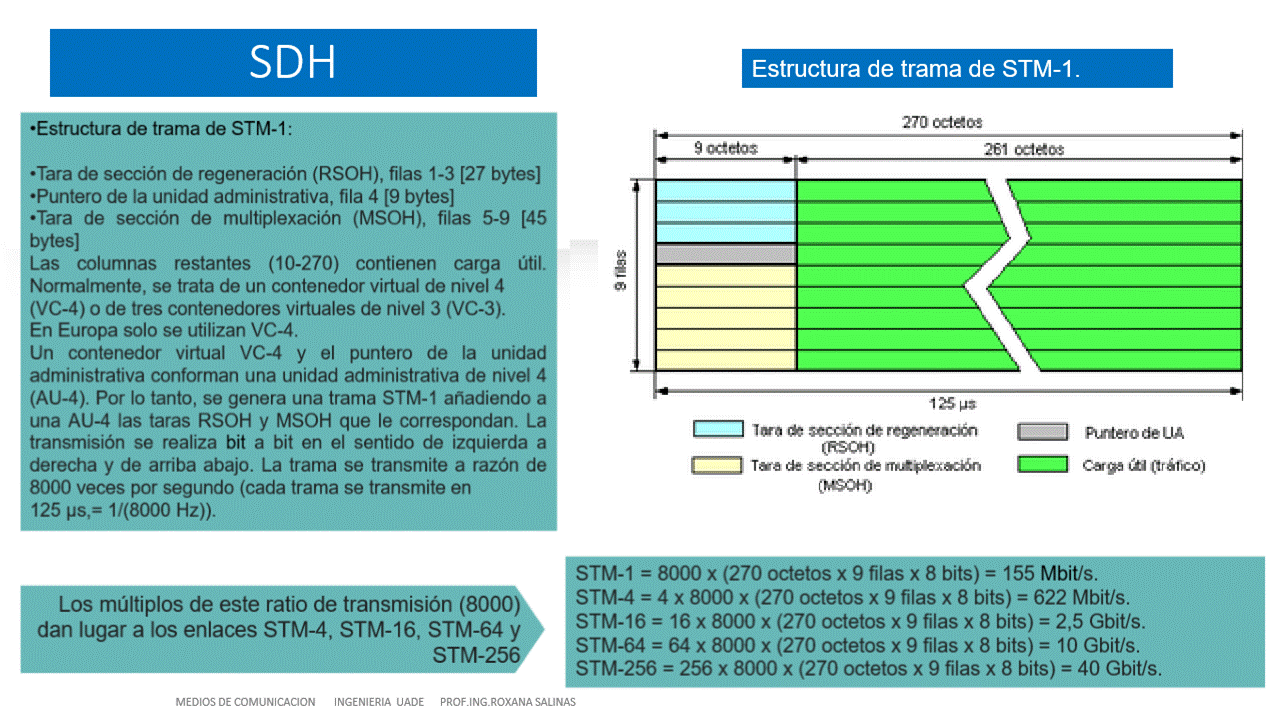 SDH
•Estructura de trama de STM-1:
•Tara de sección de regeneración (RSOH), filas 1-3 [27 bytes]
•Puntero de la unidad administrativa, fila 4 [9 bytes]
•Tara de sección de multiplexación (MSOH), filas 5-9 [45
bytes]
Las columnas restantes (10-270) contienen carga útil.
Normalmente, se trata de un contenedor virtual de nivel 4
(VC-4) o de tres contenedores virtuales de nivel 3 (VC-3).
En Europa solo se utilizan VC-4.
Un contenedor virtual VC-4 y el puntero de la unidad
administrativa conforman una unidad administrativa de nivel 4
(AU-4). Por lo tanto, se genera una trama STM-1 añadiendo a
una AU-4 las taras RSOH y MSOH que le correspondan. La
transmisión se realiza bit a bit en el sentido de izquierda a
derecha y de arriba abajo. La trama se transmite a razón de
8000 veces por segundo (cada trama se transmite en
125 µs,= 1/(8000 Hz)).
Los múltiplos de este ratio de transmisión (8000)
dan lugar a los enlaces STM-4, STM-16, STM-64 y
STM-256
Estructura de trama de STM-1.
270 octetos
9 octetos
261 octetos
9 filas
125 µs
Tara de sección de regeneración
(RSOH)
Tara de sección de multiplexación
(MSOH)
Puntero de UA
Carga útil (tráfico)
STM-1 = 8000 x (270 octetos x 9 filas x 8 bits) = 155 Mbit/s.
STM-4 = 4 x 8000 x (270 octetos x 9 filas x 8 bits) = 622 Mbit/s.
STM-16 = 16 x 8000 x (270 octetos x 9 filas x 8 bits) = 2,5 Gbit/s.
STM-64 = 64 x 8000 x (270 octetos x 9 filas x 8 bits) = 10 Gbit/s.
STM-256 = 256 x 8000 x (270 octetos x 9 filas x 8 bits) = 40 Gbit/s.
MEDIOS DE COMUNICACION INGENIERIA UADE PROF.ING.ROXANA SALINAS